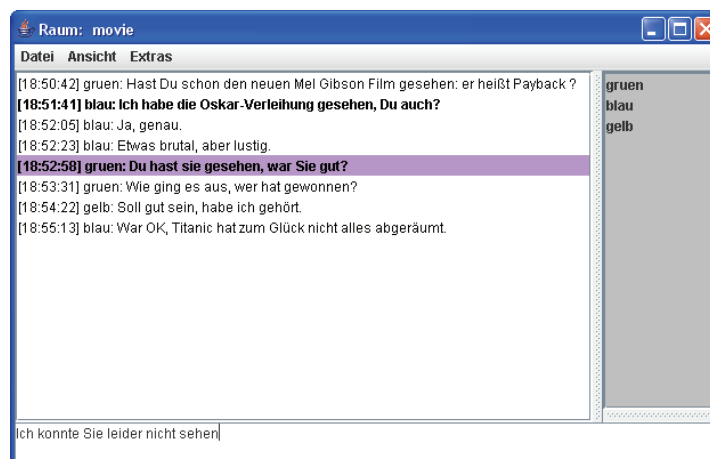 Raum: movie
Datei Ansicht Extras
[18:50:42] gruen: Hast Du schon den neuen Mel Gibson Film gesehen: er heißt Payback ?
[18:51:41] blau: Ich habe die Oskar-Verleihung gesehen, Du auch?
[18:52:05] blau: Ja, genau.
[18:52:23] blau: Etwas brutal, aber lustig.
[18:52:58] gruen: Du hast sie gesehen, war Sie gut?
[18:53:31] gruen: Wie ging es aus, wer hat gewonnen?
[18:54:22] gelb: Soll gut sein, habe ich gehört.
[18:55:13] blau: War OK, Titanic hat zum Glück nicht alles abgeräumt.
gruen
blau
gelb
Ich konnte Sie leider nicht sehen